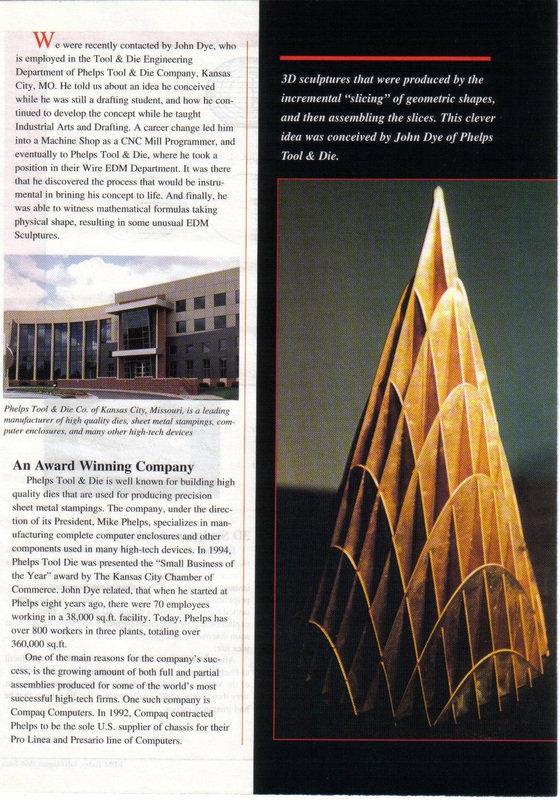 We were recently contacted by John Dye, who
is employed in the Tool & Die Engineering
Department of Phelps Tool & Die Company, Kansas
City, MO. He told us about an idea he conceived
while he was still a drafting student, and how he con-
tinued to develop the concept while he taught
Industrial Arts and Drafting. A career change led him
into a Machine Shop as a CNC Mill Programmer, and
eventually to Phelps Tool & Die, where he took a
position in their Wire EDM Department. It was there
that he discovered the process that would be instru-
mental in brining his concept to life. And finally, he
was able to witness mathematical formulas taking
physical shape, resulting in some unusual EDM
Sculptures.
Phelps Tool & Die Co. of Kansas City, Missouri, is a leading
manufacturer of high quality dies, sheet metal stampings, com-
puter enclosures, and many other high-tech devices
An Award Winning Company
Phelps Tool & Die is well known for building high
quality dies that are used for producing precision
sheet metal stampings. The company, under the direc-
tion of its President, Mike Phelps, specializes in man-
ufacturing complete computer enclosures and other
components used in many high-tech devices. In 1994,
Phelps Tool Die was presented the “Small Business of
the Year” award by The Kansas City Chamber of
Commerce. John Dye related, that when he started at
Phelps eight years ago, there were 70 employees
working in a 38,000 sq.ft. facility. Today, Phelps has
over 800 workers in three plants, totaling over
360,000 sq.ft.
One of the main reasons for the company's suc-
cess, is the growing amount of both full and partial
assemblies produced for some of the world's most
successful high-tech firms. One such company is
Compaq Computers. In 1992, Compaq contracted
Phelps to be the sole U.S. supplier of chassis for their
Pro Linea and Presario line of Computers.
3D sculptures that were produced by the
incremental “slicing” of geometric shapes,
and then assembling the slices. This clever
idea was conceived by John Dye of Phelps
Tool & Die.